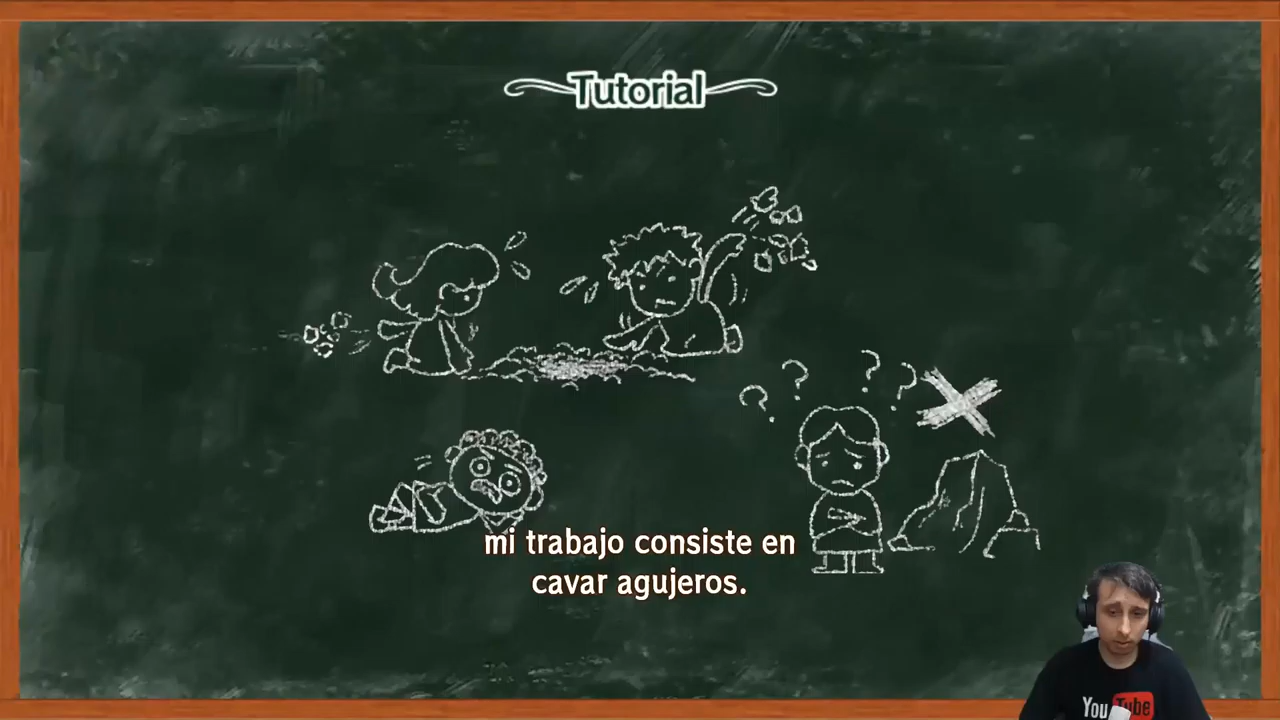 Tutorial
? ? ? ?
mi trabajo consiste en
cavar agujeros.
YouTube